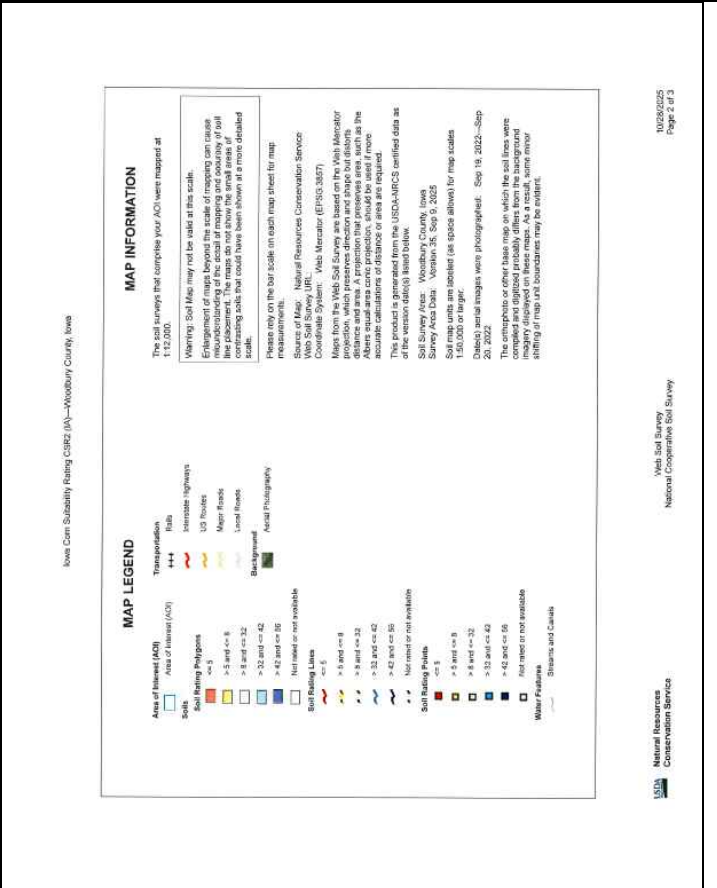 Iowa Corn Suitability Rating CSR2 (IA)—Woodbury County, Iowa
MAP LEGEND
Area of Interest (AOI)
Area of Interest (AOI)
Soils
Soil Rating Polygons
<= 5
> 5 and <= 8
> 8 and <= 32
> 32 and <= 42
> 42 and <= 56
Not rated or not available
Soil Rating Lines
<= 5
> 5 and <= 8
> 8 and <= 32
> 32 and <= 42
> 42 and <= 56
Not rated or not available
Soil Rating Points
<= 5
> 5 and <= 8
> 8 and <= 32
> 32 and <= 42
> 42 and <= 56
Not rated or not available
Water Features
Streams and Canals
Transportation
Rails
Interstate Highways
US Routes
Major Roads
Local Roads
Background
Aerial Photography
MAP INFORMATION
The soil surveys that comprise your AOI were mapped at
1:12,000.
Warning: Soil Map may not be valid at this scale.
Enlargement of maps beyond the scale of mapping can cause
misunderstanding of the detail of mapping and accuracy of soil
line placement. The maps do not show the small areas of
contrasting soils that could have been shown at a more detailed
scale.
Please rely on the bar scale on each map sheet for map
measurements.
Source of Map: Natural Resources Conservation Service
Web Soil Survey URL:
Coordinate System: Web Mercator (EPSG:3857)
Maps from the Web Soil Survey are based on the Web Mercator
projection, which preserves direction and shape but distorts
distance and area. A projection that preserves area, such as the
Albers equal-area conic projection, should be used if more
accurate calculations of distance or area are required.
This product is generated from the USDA-NRCS certified data as
of the version date(s) listed below.
Soil Survey Area: Woodbury County, Iowa
Survey Area Data: Version 35, Sep 9, 2025
Soil map units are labeled (as space allows) for map scales
1:50,000 or larger.
Date(s) aerial images were photographed: Sep 19, 2022—Sep
20, 2022
The orthophoto or other base map on which the soil lines were
compiled and digitized probably differs from the background
imagery displayed on these maps. As a result, some minor
shifting of map unit boundaries may be evident.
USDA
Natural Resources
Conservation Service
Web Soil Survey
National Cooperative Soil Survey
10/28/2025
Page 2 of 3